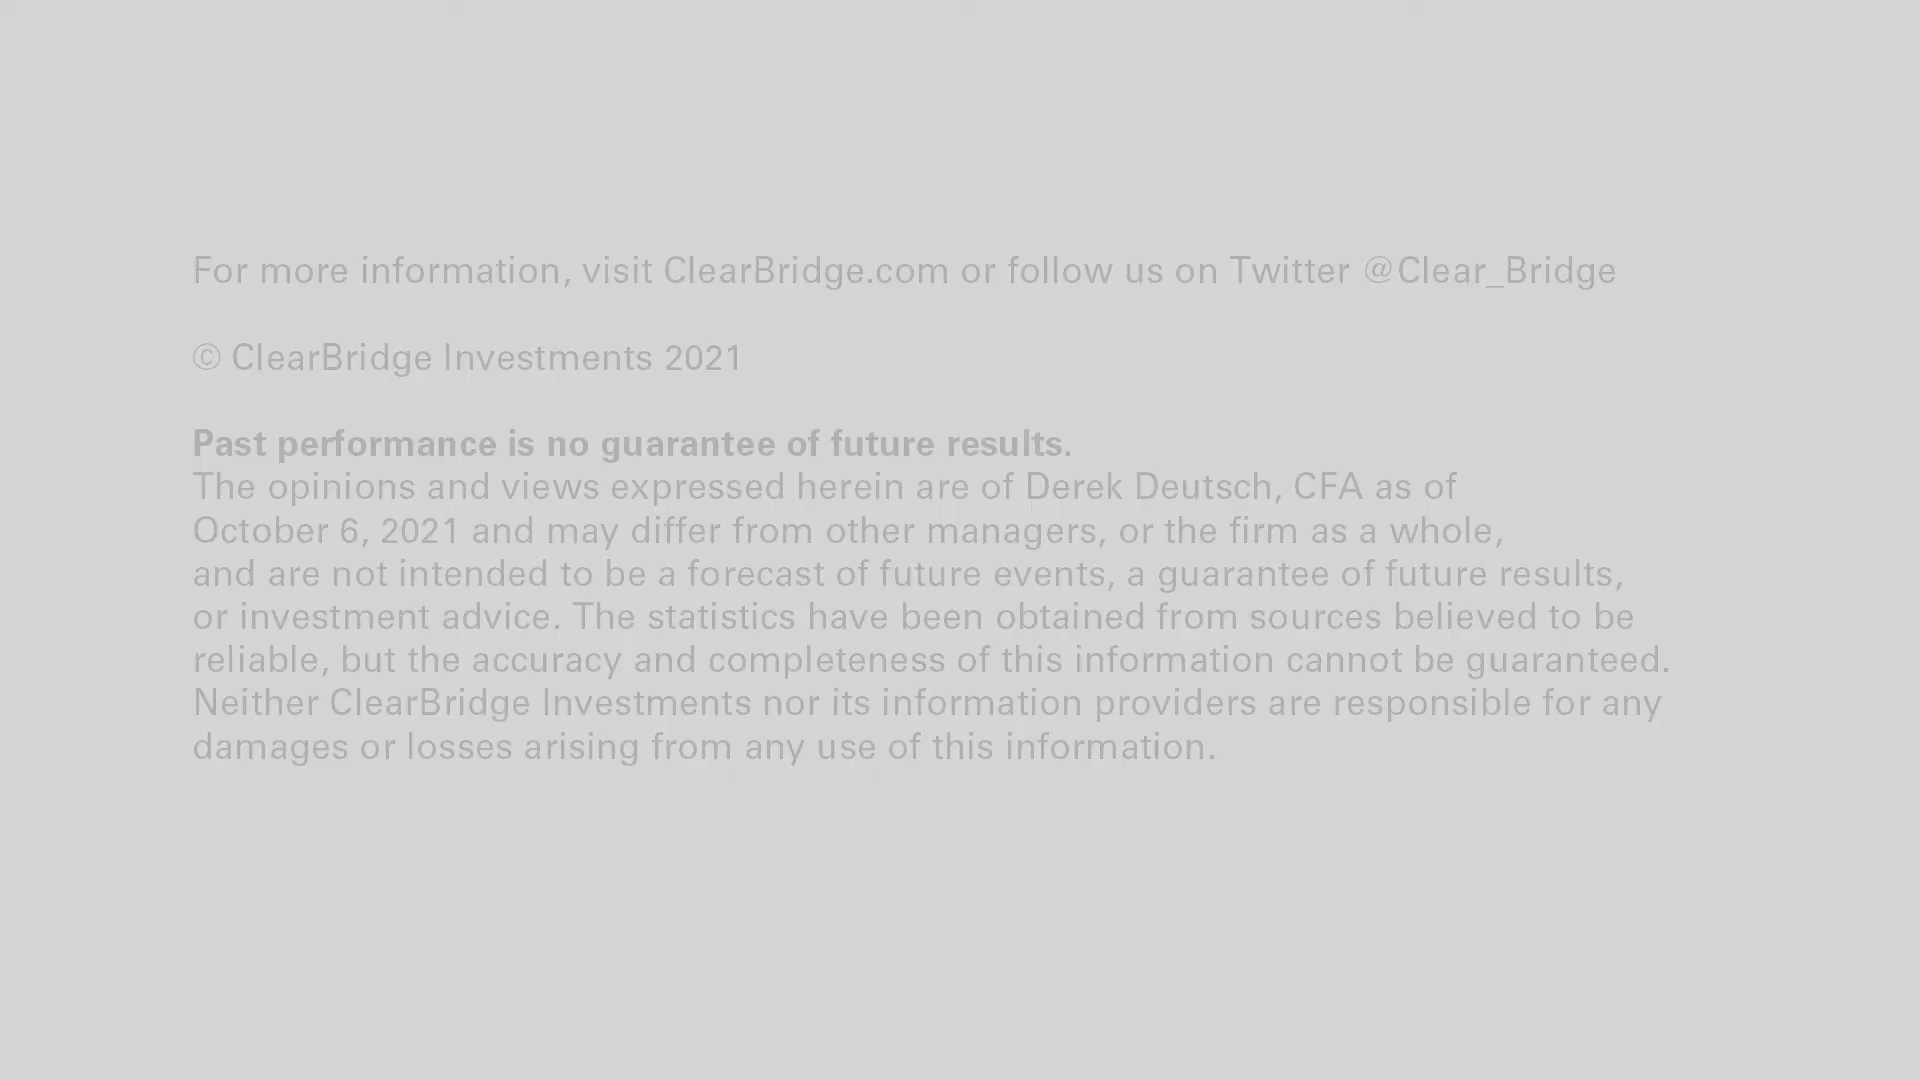 For more information, visit ClearBridge.com or follow us on Twitter @Clear_Bridge
© ClearBridge Investments 2021
Past performance is no guarantee of future results.
The opinions and views expressed herein are of Derek Deutsch, CFA as of
October 6, 2021 and may differ from other managers, or the firm as a whole,
and are not intended to be a forecast of future events, a guarantee of future results,
or investment advice. The statistics have been obtained from sources believed to be
reliable, but the accuracy and completeness of this information cannot be guaranteed.
Neither ClearBridge Investments nor its information providers are responsible for any
damages or losses arising from any use of this information.